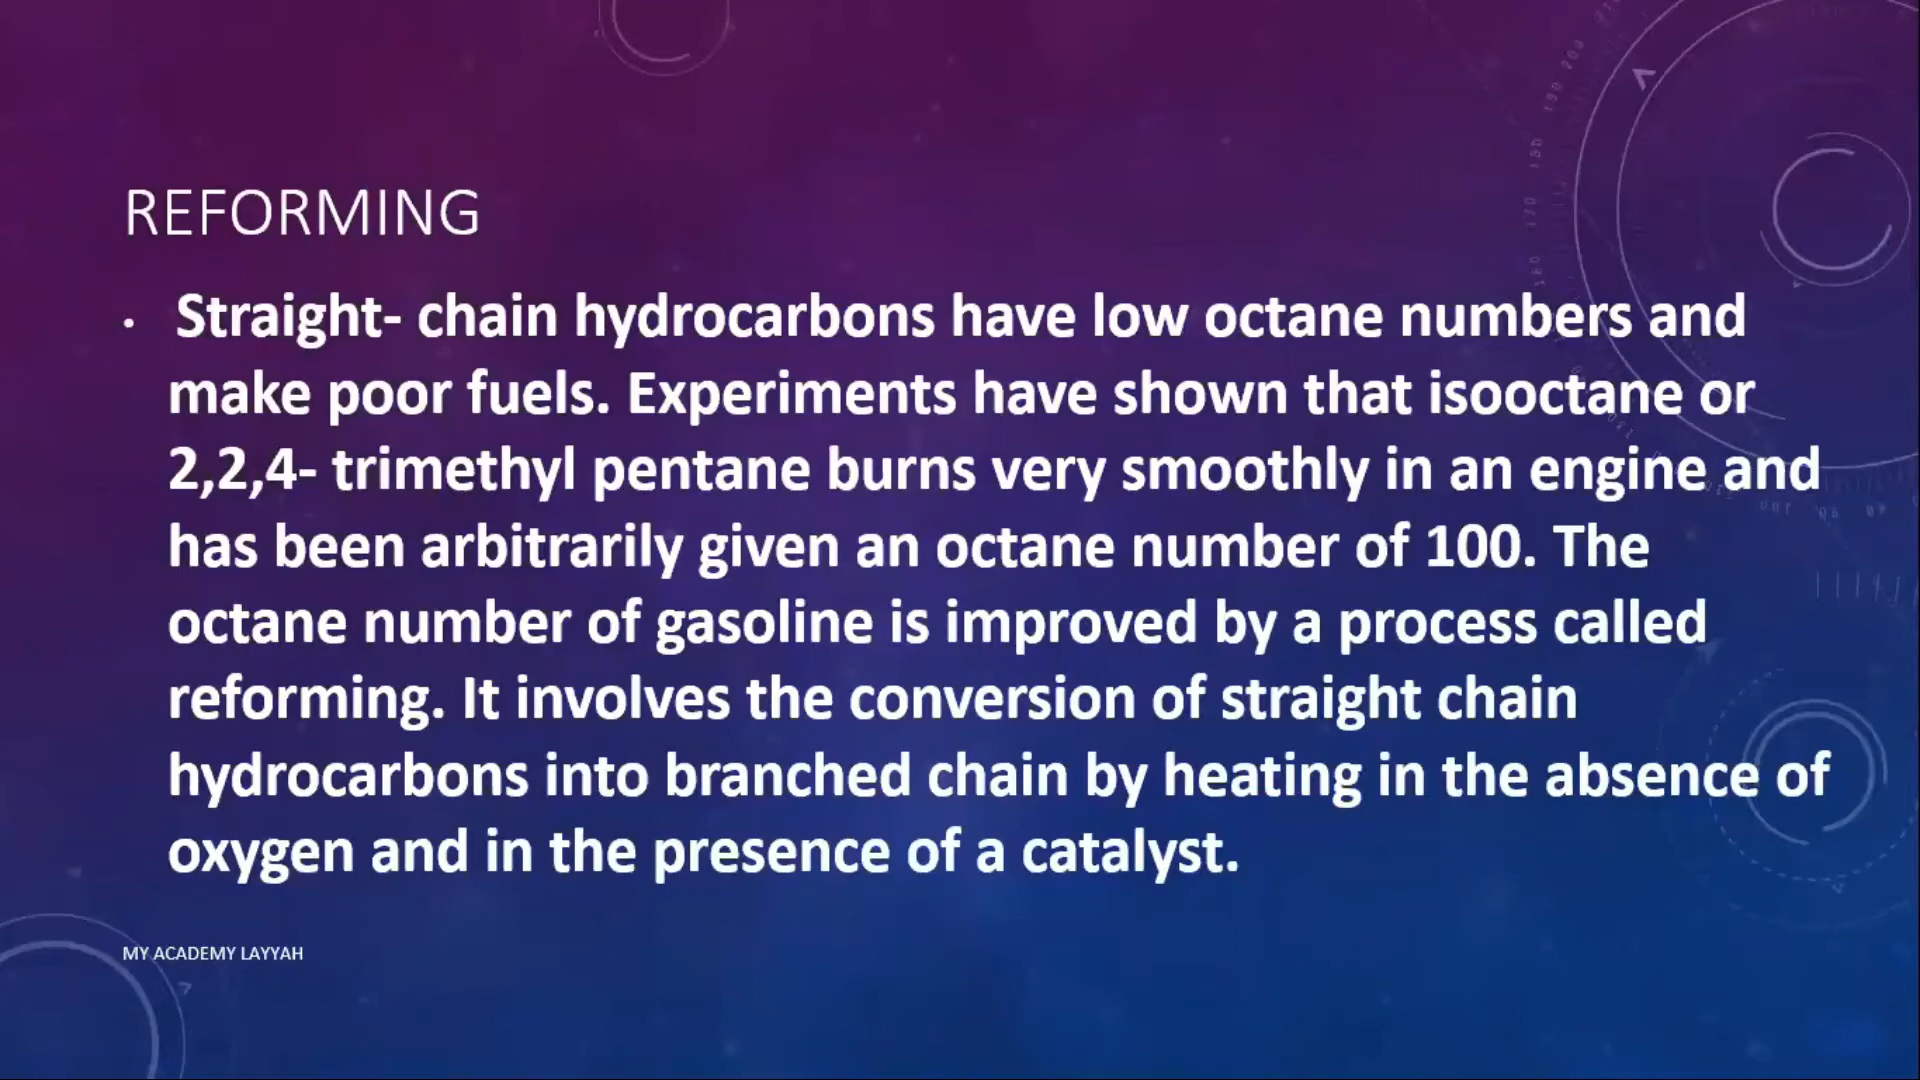 REFORMING
• Straight- chain hydrocarbons have low octane numbers and
make poor fuels. Experiments have shown that isooctane or
2,2,4- trimethyl pentane burns very smoothly in an engine and
has been arbitrarily given an octane number of 100. The
octane number of gasoline is improved by a process called
reforming. It involves the conversion of straight chain
hydrocarbons into branched chain by heating in the absence of
oxygen and in the presence of a catalyst.
MY ACADEMY LAYYAH